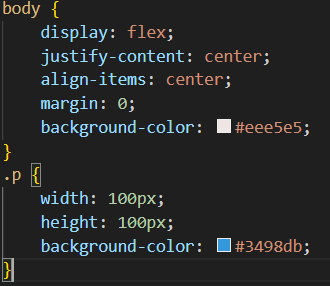 body {
    display: flex;
    justify-content: center;
    align-items: center;
    margin: 0;
    background-color: #eee5e5;
}
.p {
    width: 100px;
    height: 100px;
    background-color: #3498db;
}